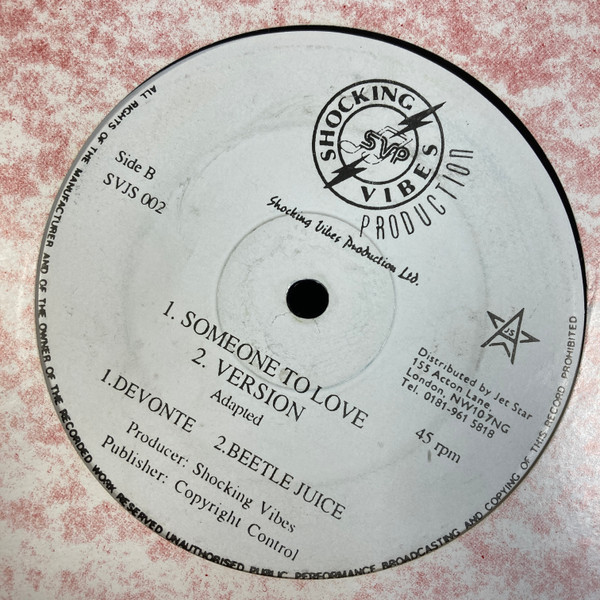 SHOCKING VIBES
SVP
PRODUCTION
Shocking Vibes Production Ltd.
Side B
SVJS 002
1. SOMEONE TO LOVE
2. VERSION
Adapted
1.DEVONTE 2.BEETLE JUICE
Producer: Shocking Vibes
Publisher: Copyright Control
JS
Distributed by Jet Star
155 Acton Lane
London, NW107NG
Tel. 0181-961 5818
45 rpm
ALL RIGHTS OF THE MANUFACTURER AND OF THE OWNER OF THE RECORDED WORK RESERVED UNAUTHORISED PUBLIC PERFORMANCE BROADCASTING AND COPYING OF THIS RECORD PROHIBITED